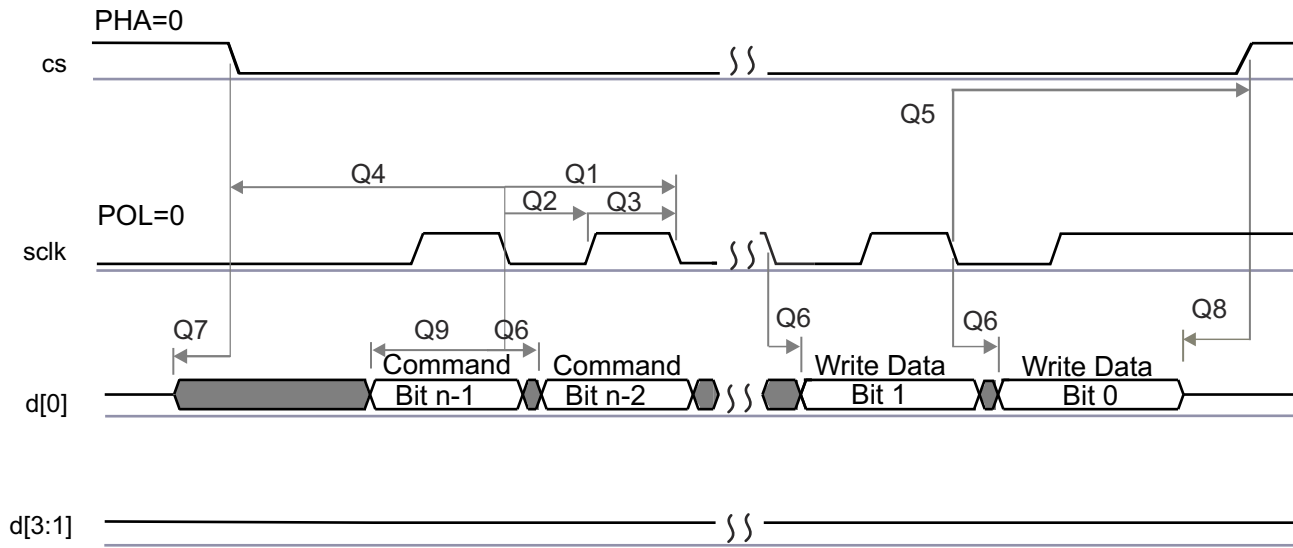 PHA=0
cs
Q5
Q4 Q1
Q2 Q3
POL=0
sclk
Q7 Q9 Q6 Q6 Q6 Q8
Command Command Write Data Write Data
d[0] Bit n-1 Bit n-2 Bit 1 Bit 0
d[3:1]